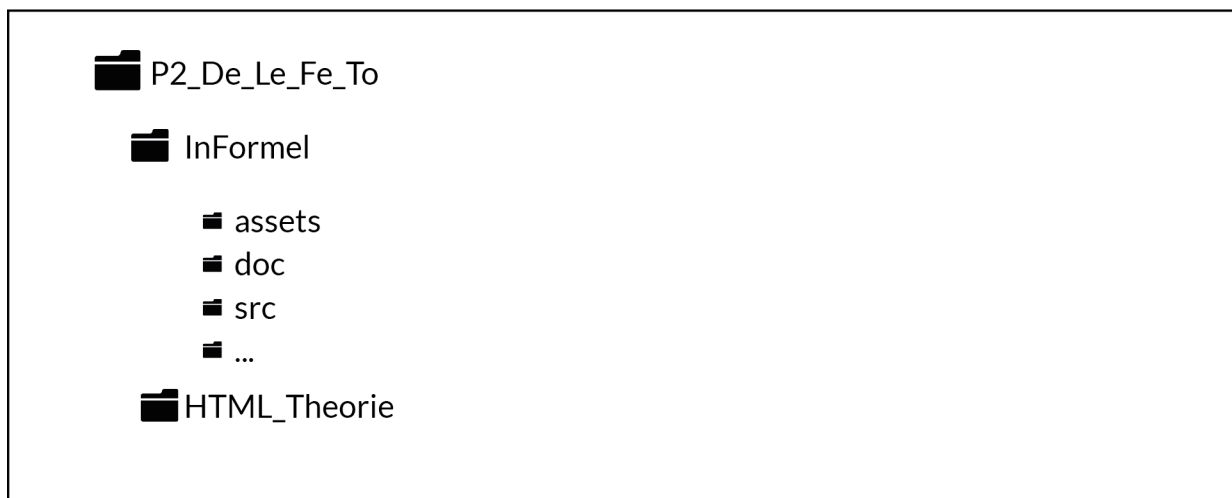 P2_De_Le_Fe_To
InFormel
assets
doc
src
...
HTML_Theorie